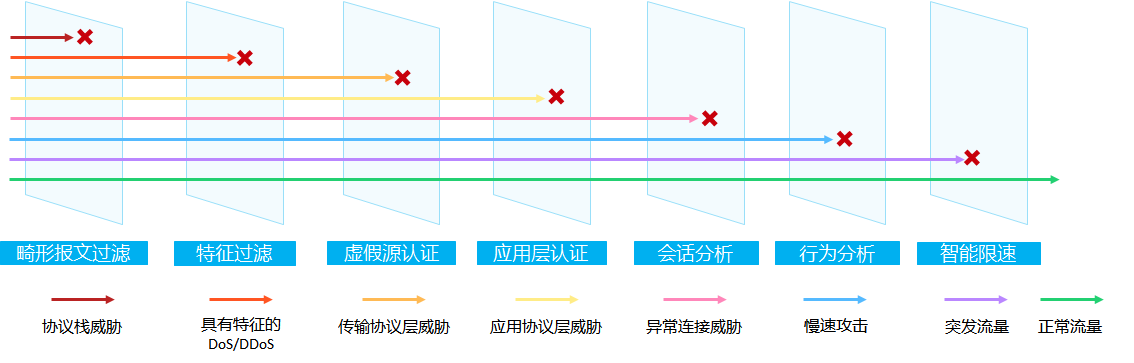 畸形报文过滤
特征过滤
虚假源认证
应用层认证
会话分析
行为分析
智能限速
协议栈威胁
具有特征的
DoS/DDoS
传输协议层威胁
应用协议层威胁
异常连接威胁
慢速攻击
突发流量
正常流量